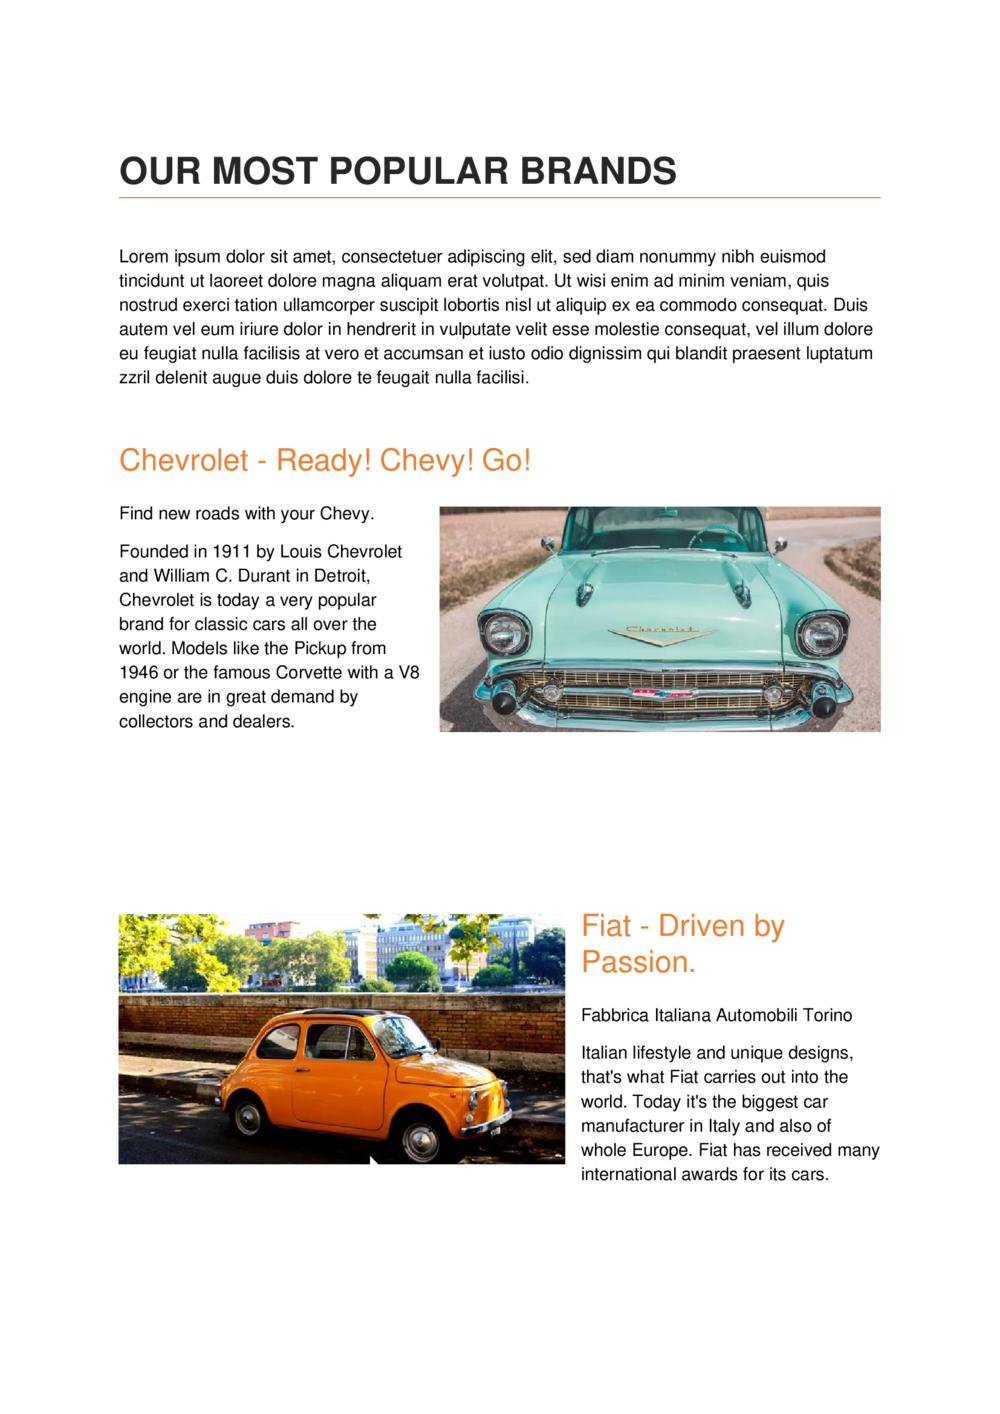 OUR MOST POPULAR BRANDS
Lorem ipsum dolor sit amet, consectetuer adipiscing elit, sed diam nonummy nibh euismod
tincidunt ut laoreet dolore magna aliquam erat volutpat. Ut wisi enim ad minim veniam, quis
nostrud exerci tation ullamcorper suscipit lobortis nisl ut aliquip ex ea commodo consequat. Duis
autem vel eum iriure dolor in hendrerit in vulputate velit esse molestie consequat, vel illum dolore
eu feugiat nulla facilisis at vero et accumsan et iusto odio dignissim qui blandit praesent luptatum
zzril delenit augue duis dolore te feugait nulla facilisi.
Chevrolet - Ready! Chevy! Go!
Find new roads with your Chevy.
Founded in 1911 by Louis Chevrolet
and William C. Durant in Detroit,
Chevrolet is today a very popular
brand for classic cars all over the
world. Models like the Pickup from
1946 or the famous Corvette with a V8
engine are in great demand by
collectors and dealers.
Chevrolet
Fiat - Driven by
Passion.
Fabbrica Italiana Automobili Torino
Italian lifestyle and unique designs,
that's what Fiat carries out into the
world. Today it's the biggest car
manufacturer in Italy and also of
whole Europe. Fiat has received many
international awards for its cars.